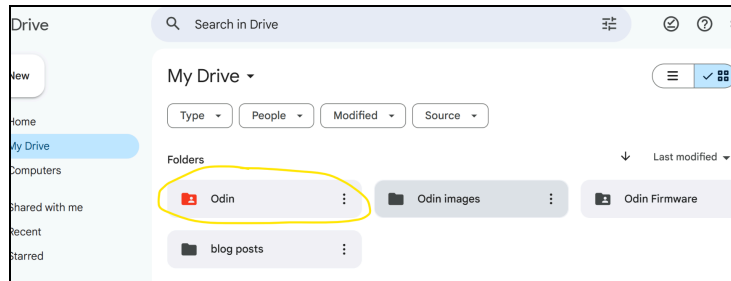 Drive
Search in Drive
New
My Drive
Type
People
Modified
Source
Home
My Drive
Computers
Shared with me
Recent
Starred
Folders
Last modified
Odin
Odin images
Odin Firmware
blog posts